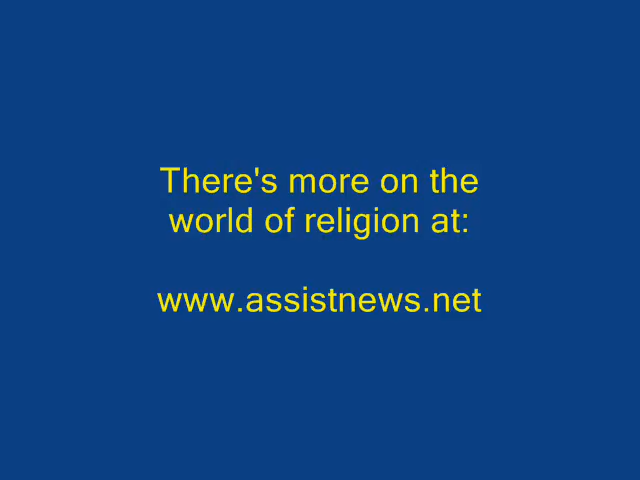 There's more on the
world of religion at:
www.assistnews.net